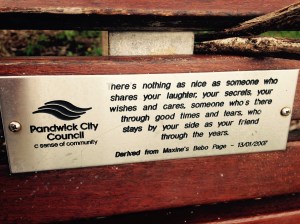 Pandwick City
Council
c sense of community
here's nothing as nice as someone who
shares your laughter, your secrets, your
wishes and cares, someone who's there
through good times and tears, who
stays by your side as your friend
through the years.
Derived from Maxine's Bebo Page - 13/01/2007